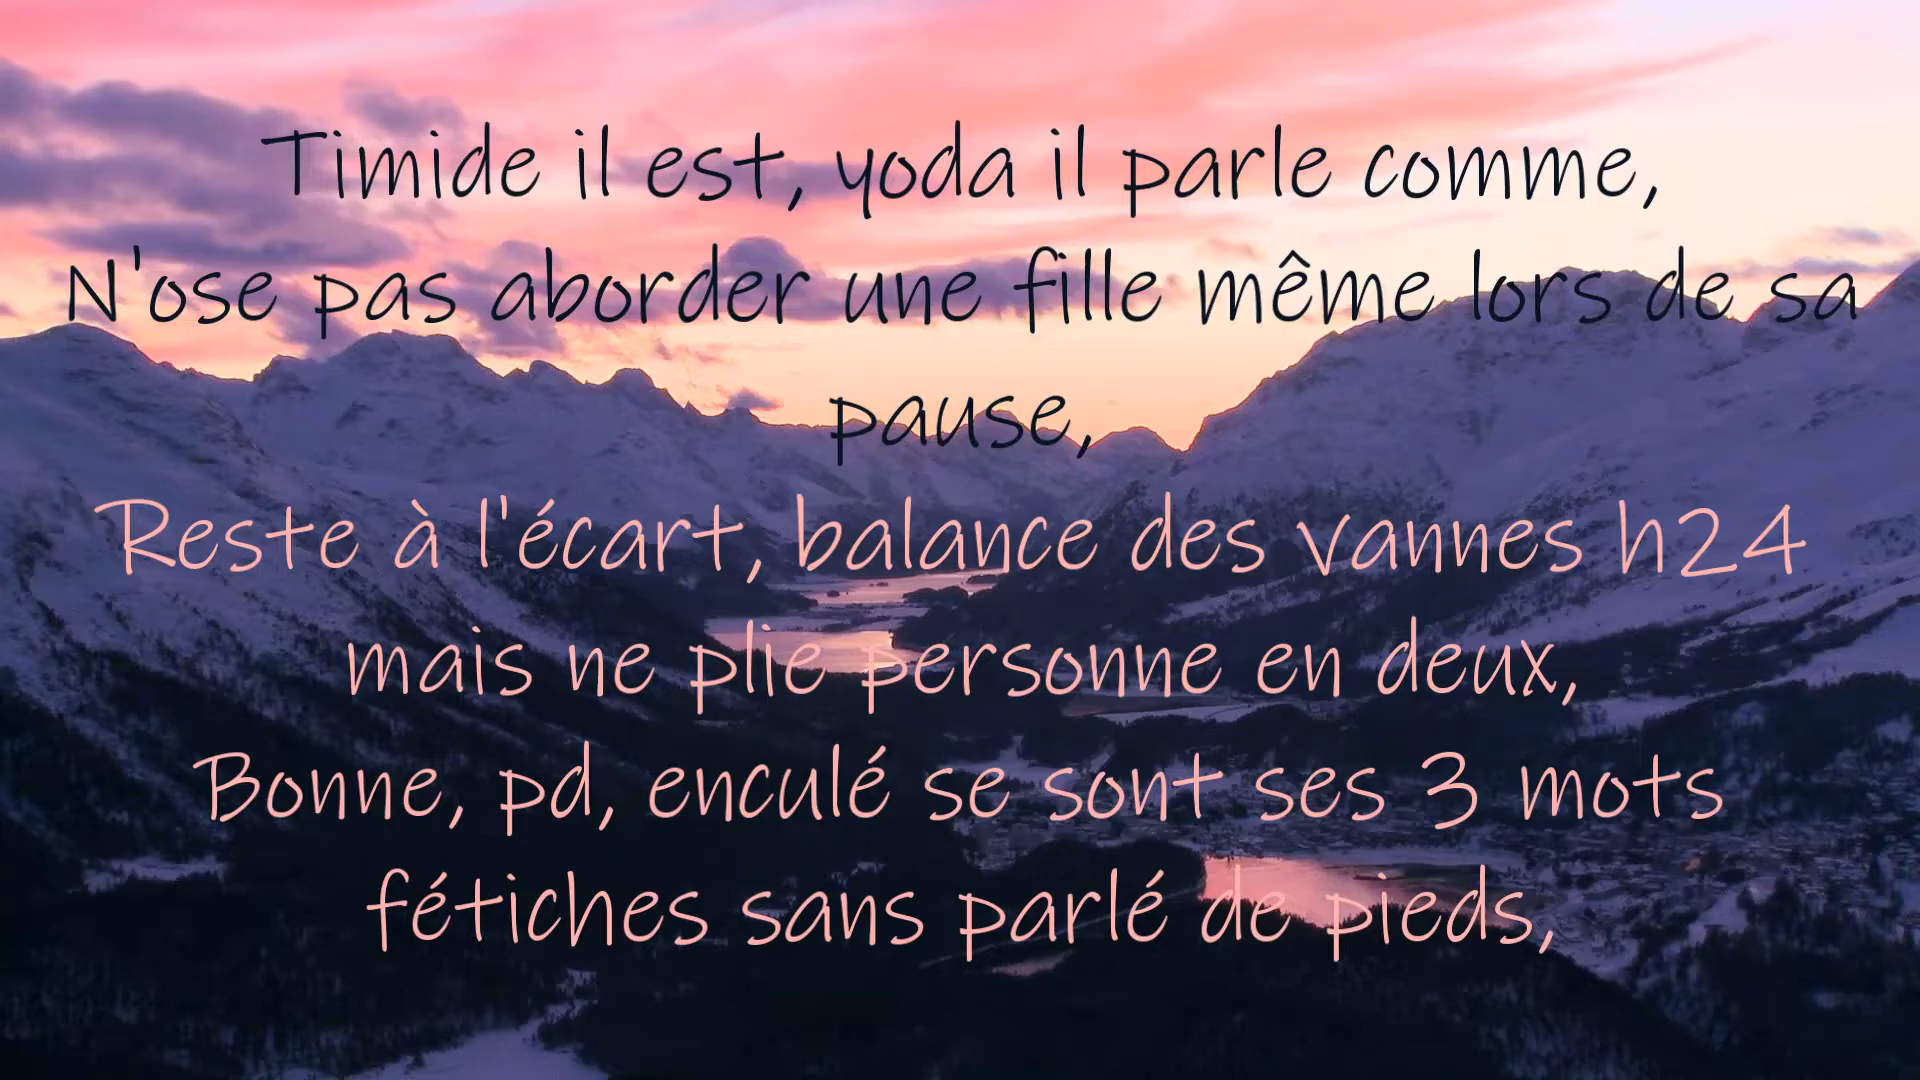 Timide il est, yoda il parle comme,
N'ose pas aborder une fille même lors de sa
pause,
Reste à l'écart, balance des vannes h24
mais ne plie personne en deux,
Bonne, pd, enculé se sont ses 3 mots
fétiches sans parlé de pieds,